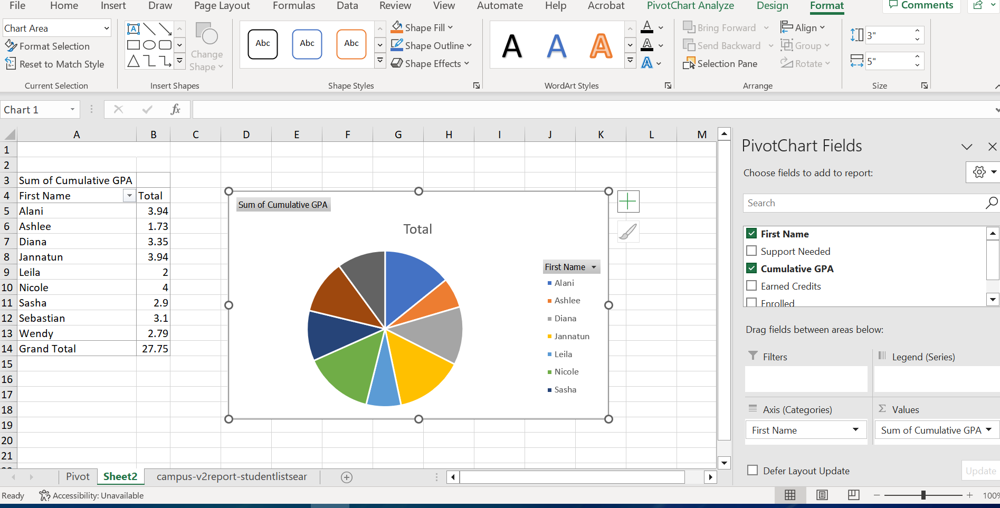 File Home Insert Draw Page Layout Formulas Data Review View Automate Help Acrobat PivotChart Analyze Design Format Comments
Chart Area
Format Selection
Reset to Match Style
Current Selection
A
Change
Shape
Insert Shapes
Abc Abc Abc
Shape Fill
Shape Outline
Shape Effects
Shape Styles
A A A
A
A
A
WordArt Styles
Bring Forward
Send Backward
Selection Pane
Align
Group
Rotate
Arrange
3"
5"
Size
Chart 1
fx
A B C D E F G H I J K L M
1
2
3 Sum of Cumulative GPA
4 First Name Total
5 Alani 3.94
6 Ashlee 1.73
7 Diana 3.35
8 Jannatun 3.94
9 Leila 2
10 Nicole 4
11 Sasha 2.9
12 Sebastian 3.1
13 Wendy 2.79
14 Grand Total 27.75
15
16
17
18
19
20
21
Sum of Cumulative GPA
Total
First Name
Alani
Ashlee
Diana
Jannatun
Leila
Nicole
Sasha
PivotChart Fields
Choose fields to add to report:
Search
First Name
Support Needed
Cumulative GPA
Earned Credits
Enrolled
Drag fields between areas below:
Filters
Legend (Series)
Axis (Categories)
Values
First Name
Sum of Cumulative GPA
Defer Layout Update
Update
Pivot Sheet2 campus-v2report-studentlistsear
Ready Accessibility: Unavailable
100%